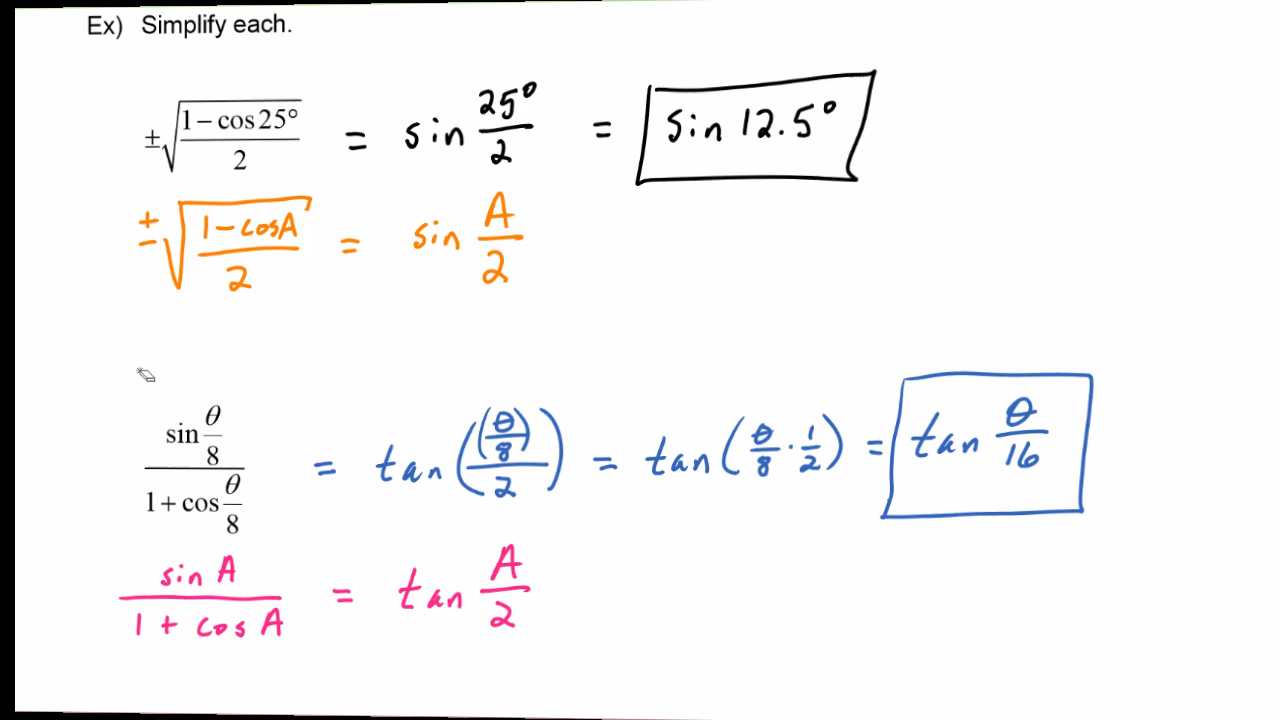 Ex) Simplify each.
±√((1 − cos 25°)/2) = sin 25°/2 = sin 12.5°
±√((1 − cosA)/2) = sin A/2
(sin θ/8)/(1 + cos θ/8) = tan((θ/8)/2) = tan(θ/8 · 1/2) = tan θ/16
(sin A)/(1 + cos A) = tan A/2